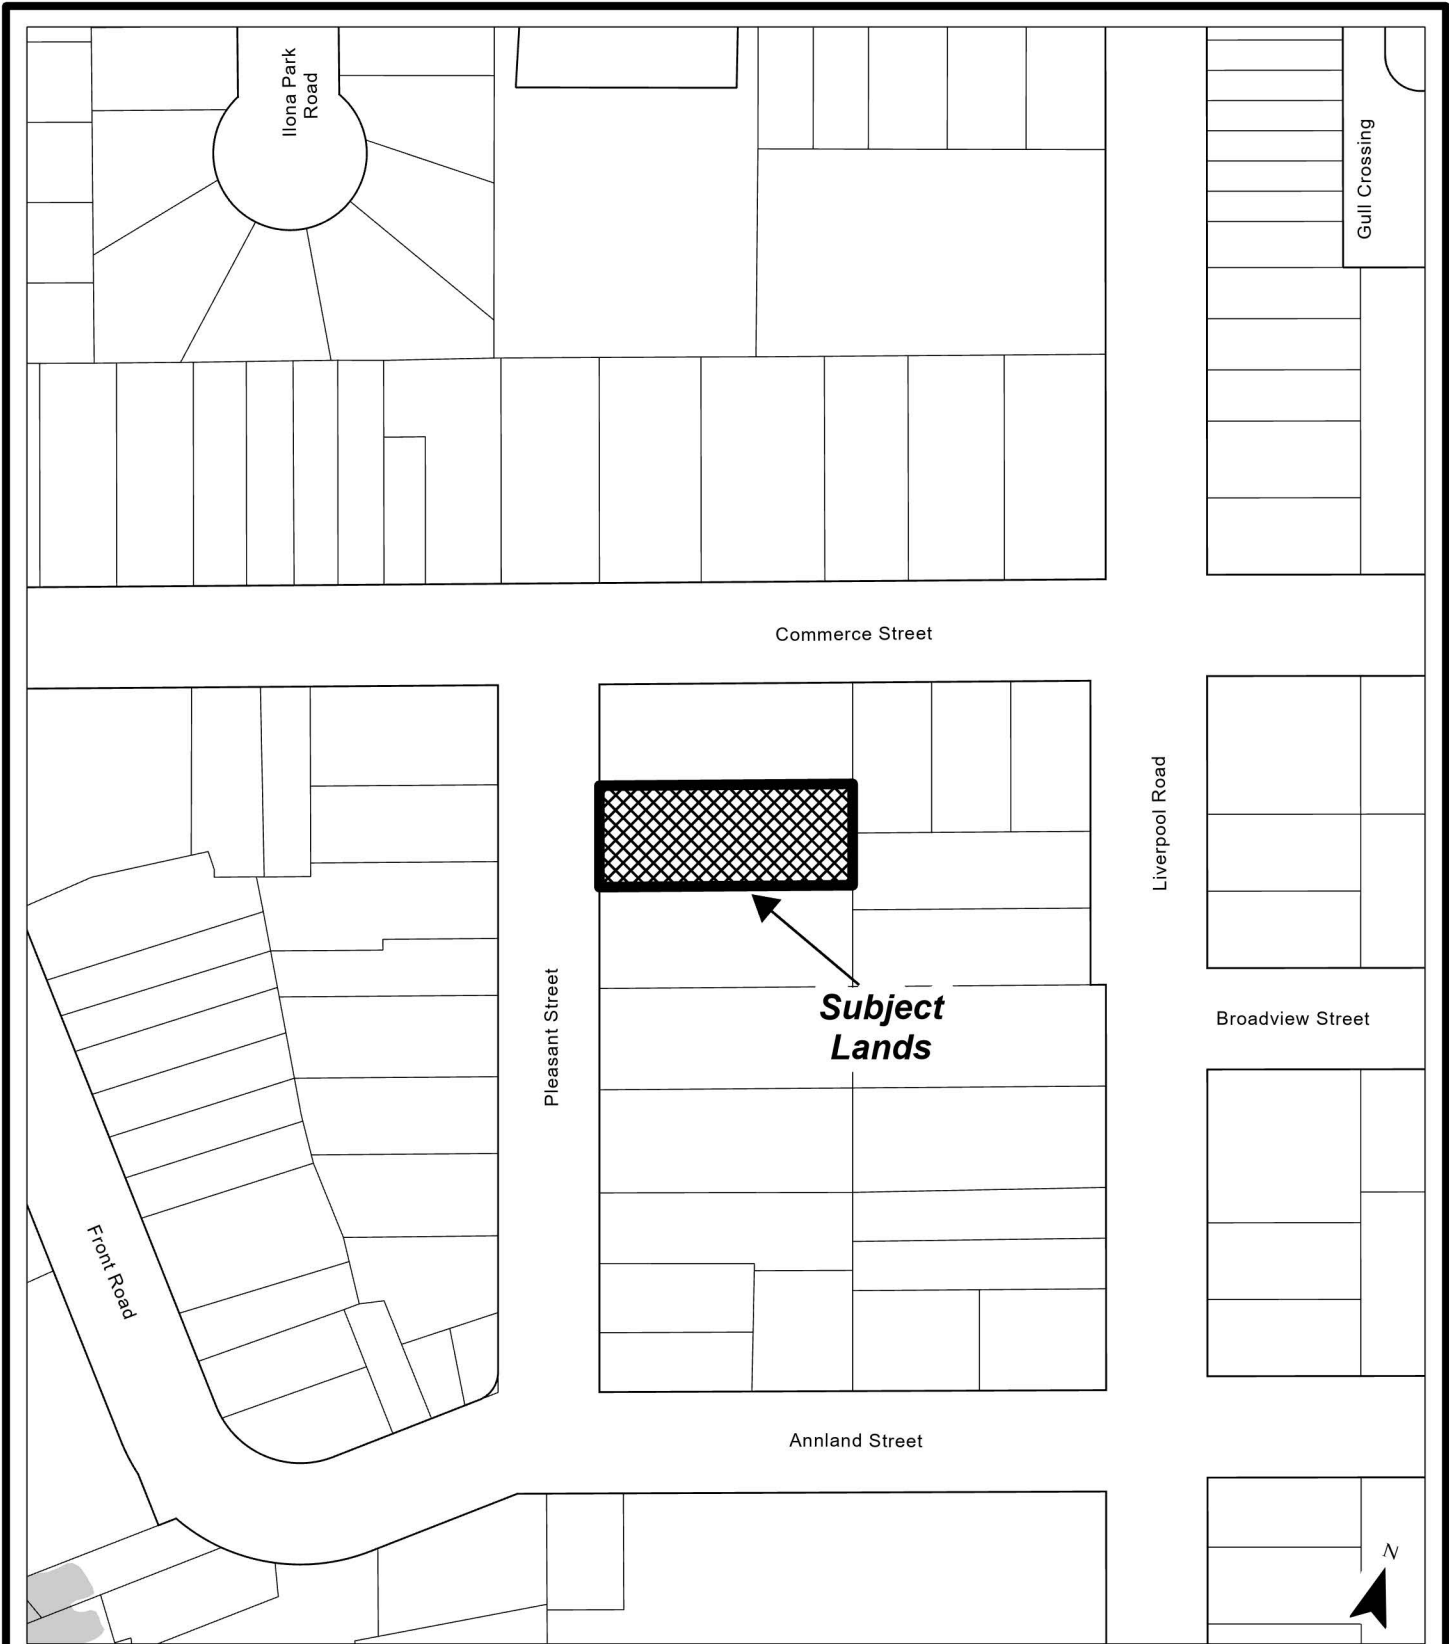 Ilona Park
Road
Gull Crossing
Commerce Street
Liverpool Road
Pleasant Street
Subject
Lands
Broadview Street
Front Road
Annland Street
N